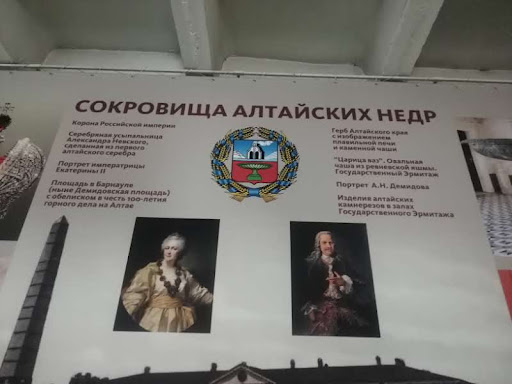 СОКРОВИЩА АЛТАЙСКИХ НЕДР
Корона Российской империи
Серебряная усыпальница
Александра Невского,
сделанная из первого
алтайского серебра
Портрет императрицы
Екатерины II
Площадь в Барнауле
(ныне Демидовская площадь)
с обелиском в честь 100-летия
горного дела на Алтае
Герб Алтайского края
с изображением
плавильной печи
и каменной чаши
"Царица ваз". Овальная
чаша из ревневской яшмы.
Государственный Эрмитаж
Портрет А.Н. Демидова
Изделия алтайских
камнерезов в залах
Государственного Эрмитажа